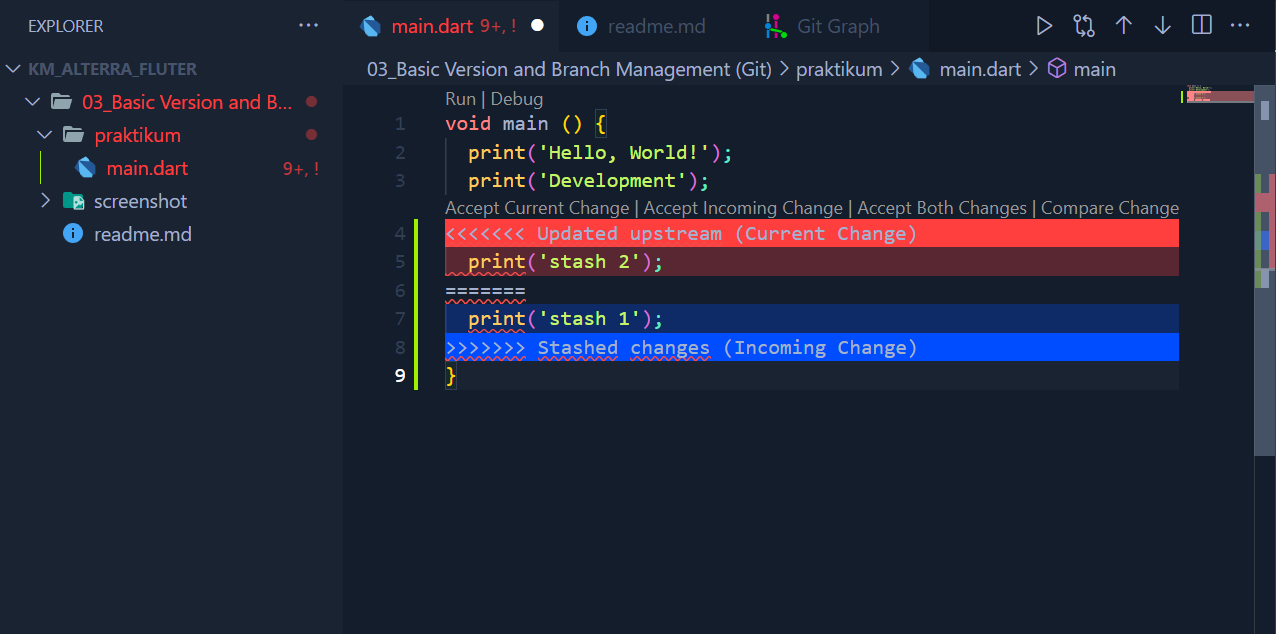 EXPLORER ...
KM_ALTERRA_FLUTER
03_Basic Version and B...
praktikum
main.dart 9+, !
screenshot
readme.md
main.dart 9+, ! readme.md Git Graph
03_Basic Version and Branch Management (Git) > praktikum > main.dart > main
Run | Debug
1 void main () {
2 print('Hello, World!');
3 print('Development');
Accept Current Change | Accept Incoming Change | Accept Both Changes | Compare Change
4 <<<<<<< Updated upstream (Current Change)
5 print('stash 2');
6 =======
7 print('stash 1');
8 >>>>>>> Stashed changes (Incoming Change)
9 }